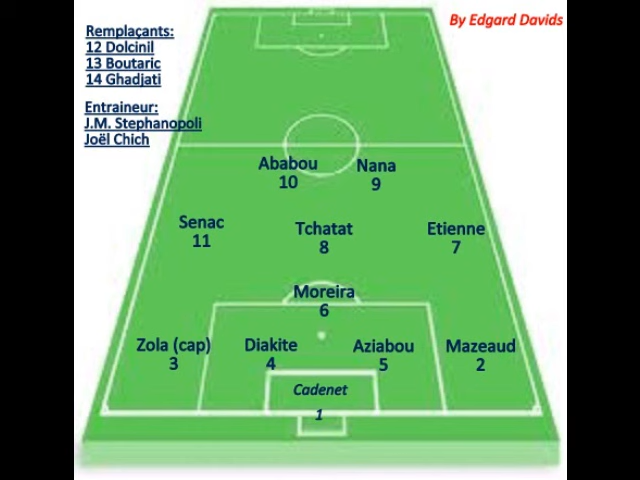 By Edgard Davids
Remplaçants:
12 Dolcinil
13 Boutaric
14 Ghadjati
Entraineur:
J.M. Stephanopoli
Joël Chich
Ababou
10
Nana
9
Senac
11
Tchatat
8
Etienne
7
Moreira
6
Zola (cap)
3
Diakite
4
Aziabou
5
Mazeaud
2
Cadenet
1